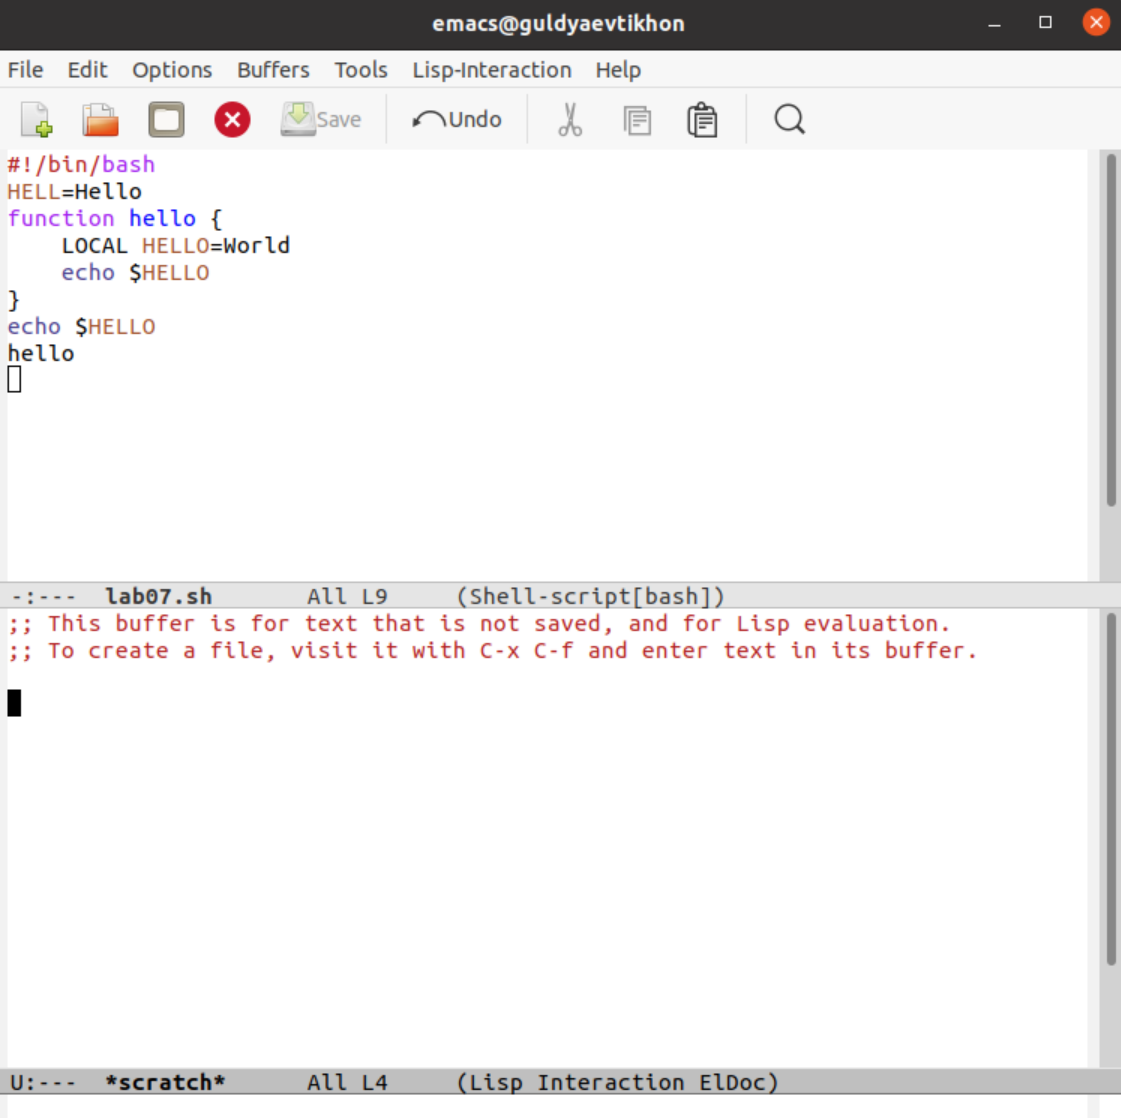 emacs@guldyaevtikhon
File Edit Options Buffers Tools Lisp-Interaction Help
Save Undo
#!/bin/bash
HELL=Hello
function hello {
    LOCAL HELLO=World
    echo $HELLO
}
echo $HELLO
hello
-:--- lab07.sh All L9 (Shell-script[bash])
;; This buffer is for text that is not saved, and for Lisp evaluation.
;; To create a file, visit it with C-x C-f and enter text in its buffer.
U:--- *scratch* All L4 (Lisp Interaction ElDoc)